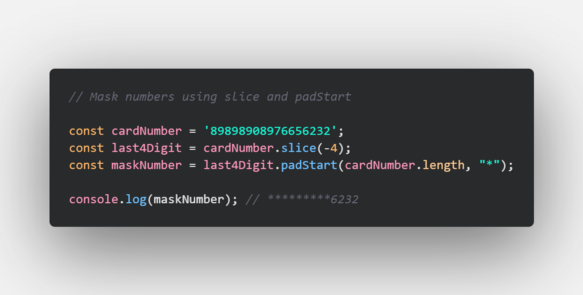 // Mask numbers using slice and padStart
const cardNumber = '89898908976656232';
const last4Digit = cardNumber.slice(-4);
const maskNumber = last4Digit.padStart(cardNumber.length, "*");
console.log(maskNumber); // *********6232